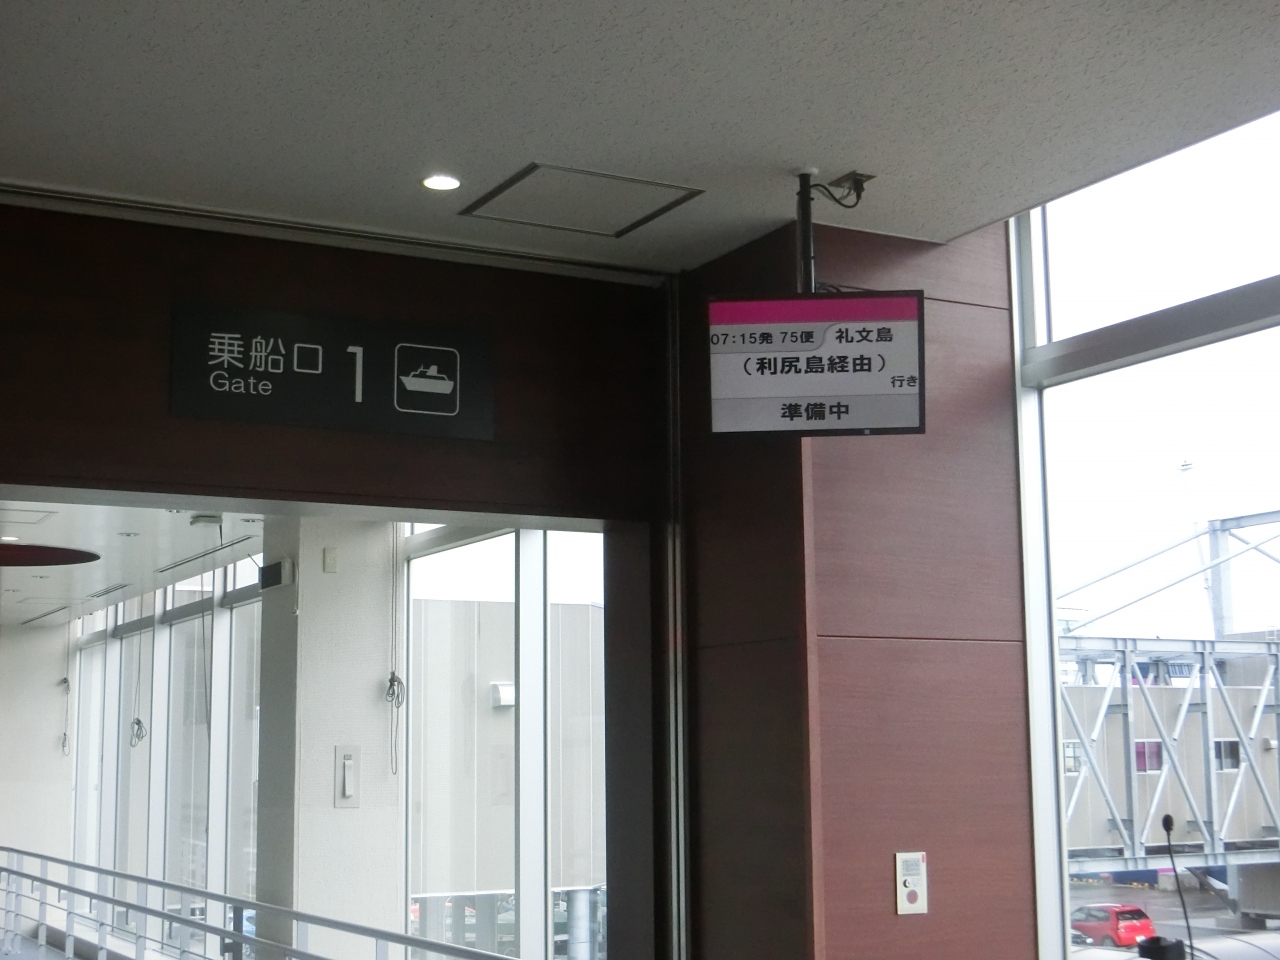 乗船口 1
Gate
07:15発 75便 礼文島
（利尻島経由）
行き
準備中